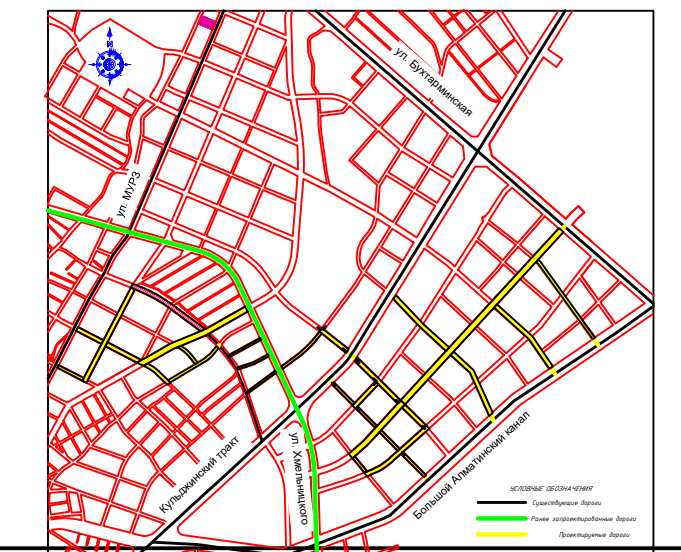 ул. Бухтарминская
ул. МУРЗ
Кульджинский тракт
ул. Хмельницкого
Большой Алматинский канал
УСЛОВНЫЕ ОБОЗНАЧЕНИЯ
Существующие дороги
Ранее запроектированные дороги
Проектируемые дороги